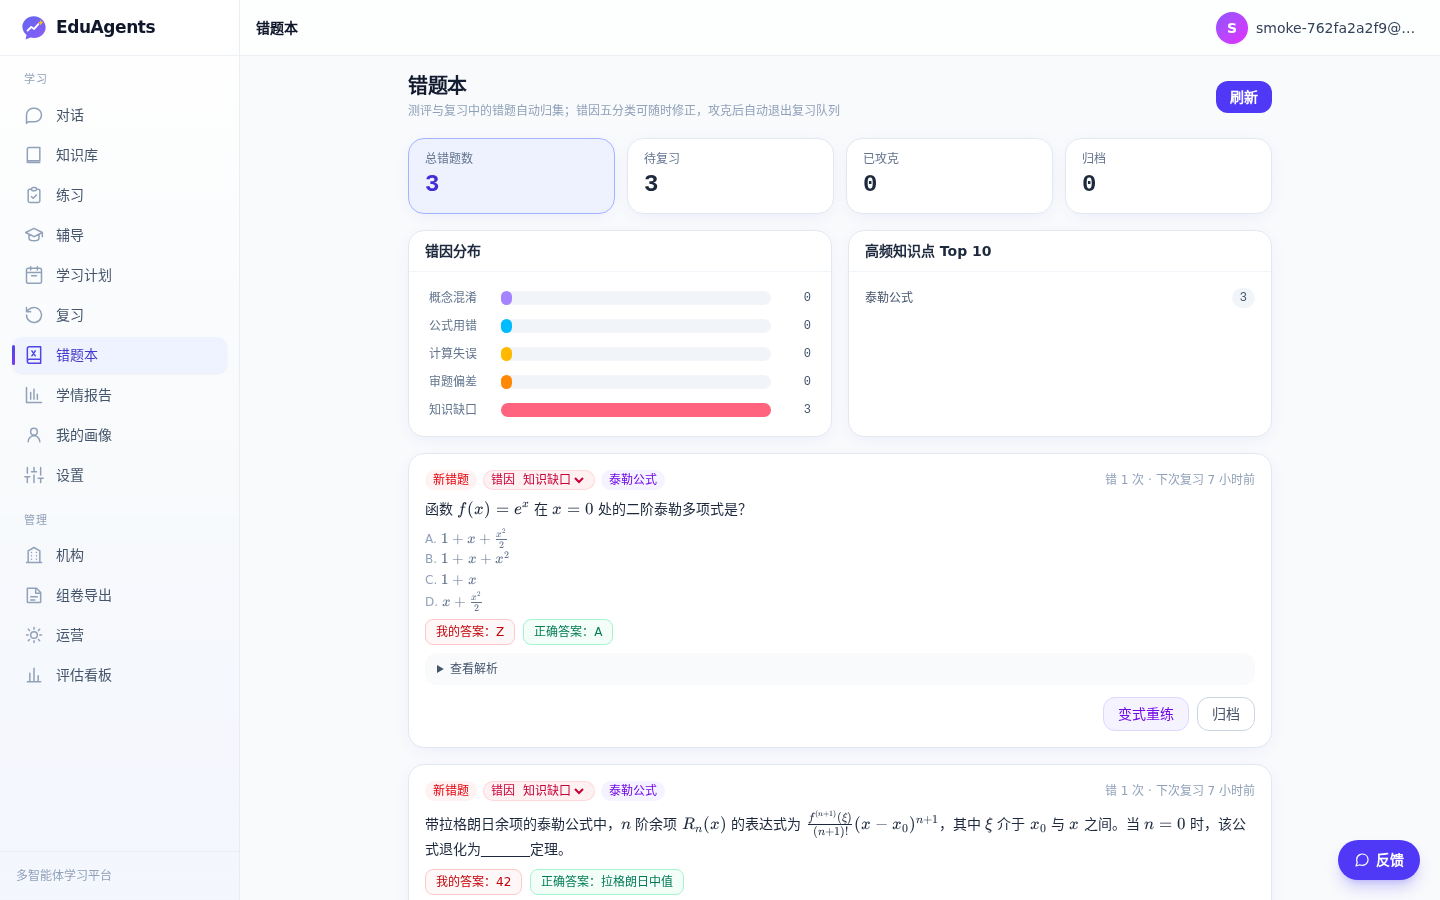 EduAgents
学习
对话
知识库
练习
辅导
学习计划
复习
错题本
学情报告
我的画像
设置
管理
机构
组卷导出
运营
评估看板
多智能体学习平台
错题本
S smoke-762fa2a2f9@...
错题本
测评与复习中的错题自动归集；错因五分类可随时修正，攻克后自动退出复习队列
刷新
总错题数
3
待复习
3
已攻克
0
归档
0
错因分布
概念混淆 0
公式用错 0
计算失误 0
审题偏差 0
知识缺口 3
高频知识点 Top 10
泰勒公式 3
新错题 错因 知识缺口 泰勒公式 错 1 次 · 下次复习 7 小时前
函数 f(x) = e^x 在 x = 0 处的二阶泰勒多项式是？
A. 1 + x + x^2/2
B. 1 + x + x^2
C. 1 + x
D. x + x^2/2
我的答案：Z 正确答案：A
▶ 查看解析
变式重练 归档
新错题 错因 知识缺口 泰勒公式 错 1 次 · 下次复习 7 小时前
带拉格朗日余项的泰勒公式中，n 阶余项 R_n(x) 的表达式为 f^(n+1)(ξ)/(n+1)! (x − x_0)^{n+1}，其中 ξ 介于 x_0 与 x 之间。当 n = 0 时，该公
式退化为______定理。
我的答案：42 正确答案：拉格朗日中值
反馈